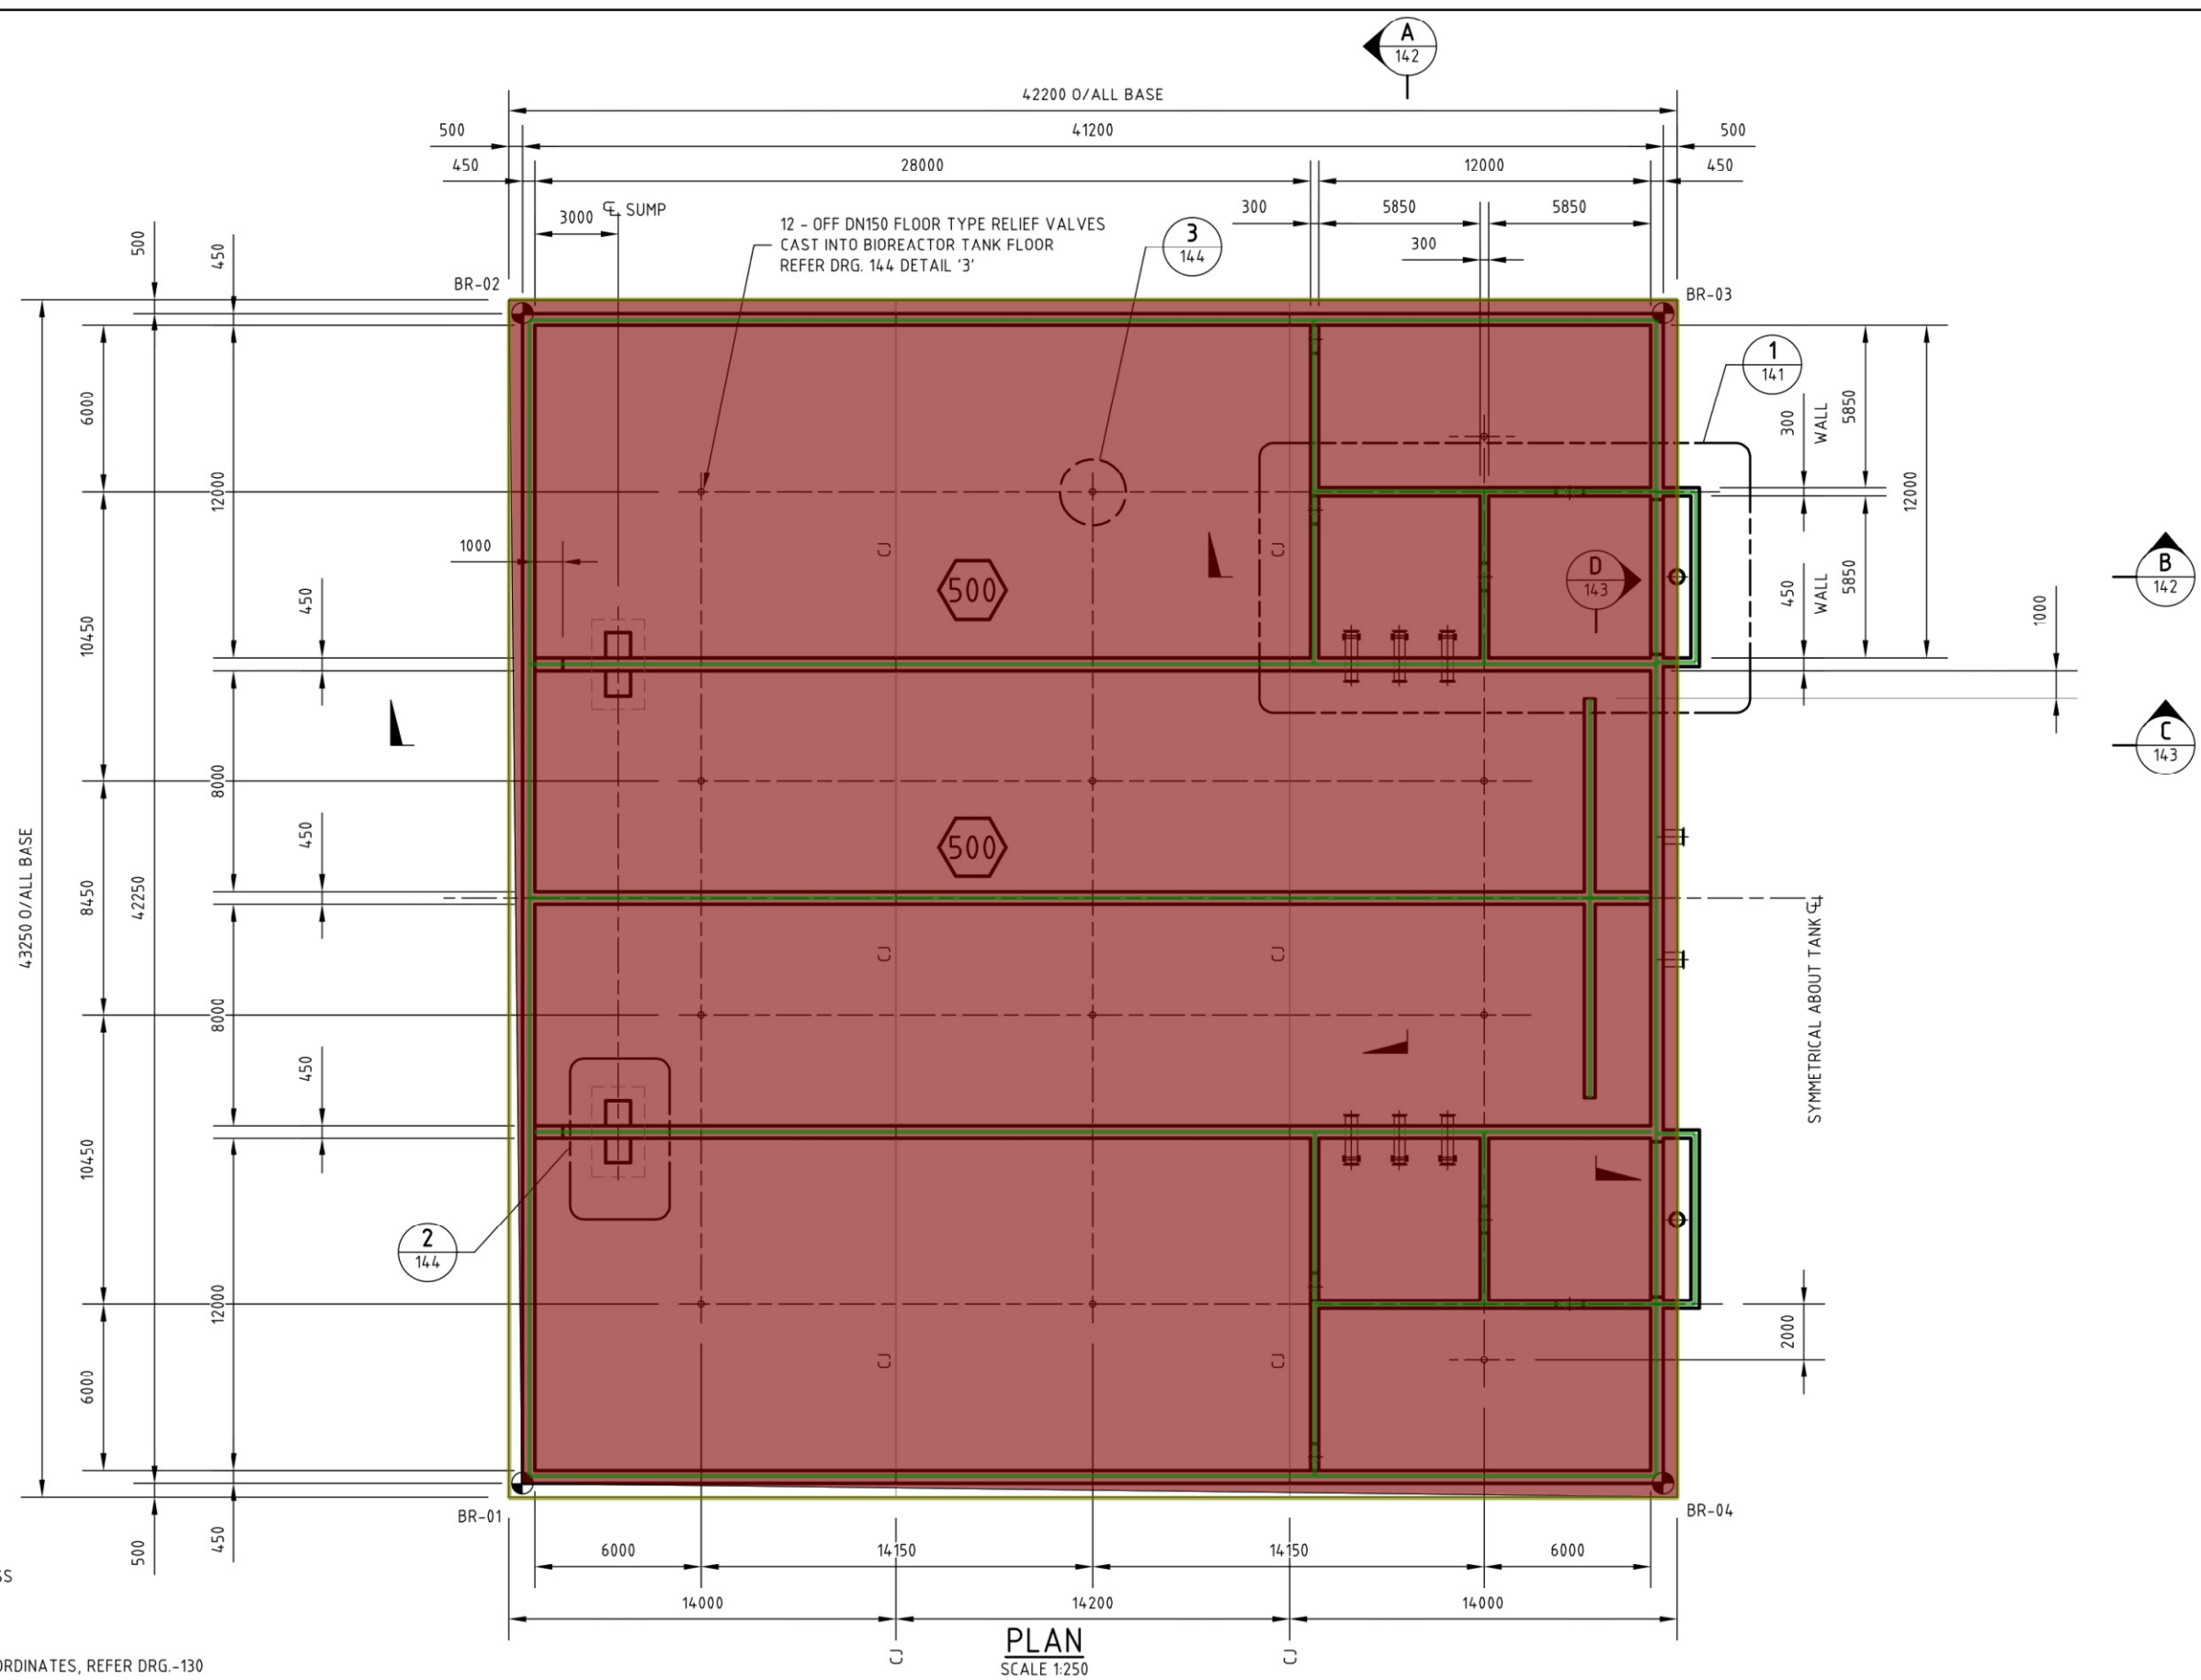 A
142
42200 O/ALL BASE
500
41200
500
450
28000
12000
450
3000
℄ SUMP
12 - OFF DN150 FLOOR TYPE RELIEF VALVES
CAST INTO BIOREACTOR TANK FLOOR
REFER DRG. 144 DETAIL '3'
3
144
300
5850
5850
300
500
450
BR-02
BR-03
1
141
6000
12000
300
WALL
5850
12000
1000
CJ
CJ
500
D
143
B
142
450
10450
450
WALL
5850
1000
C
143
8000
450
500
43250 O/ALL BASE
8450
42250
CJ
CJ
SYMMETRICAL ABOUT TANK ℄
8000
450
10450
2
144
12000
2000
6000
CJ
CJ
BR-01
BR-04
500
450
6000
14150
14150
6000
SS
14000
14200
14000
CJ
CJ
PLAN
SCALE 1:250
ORDINATES, REFER DRG.-130